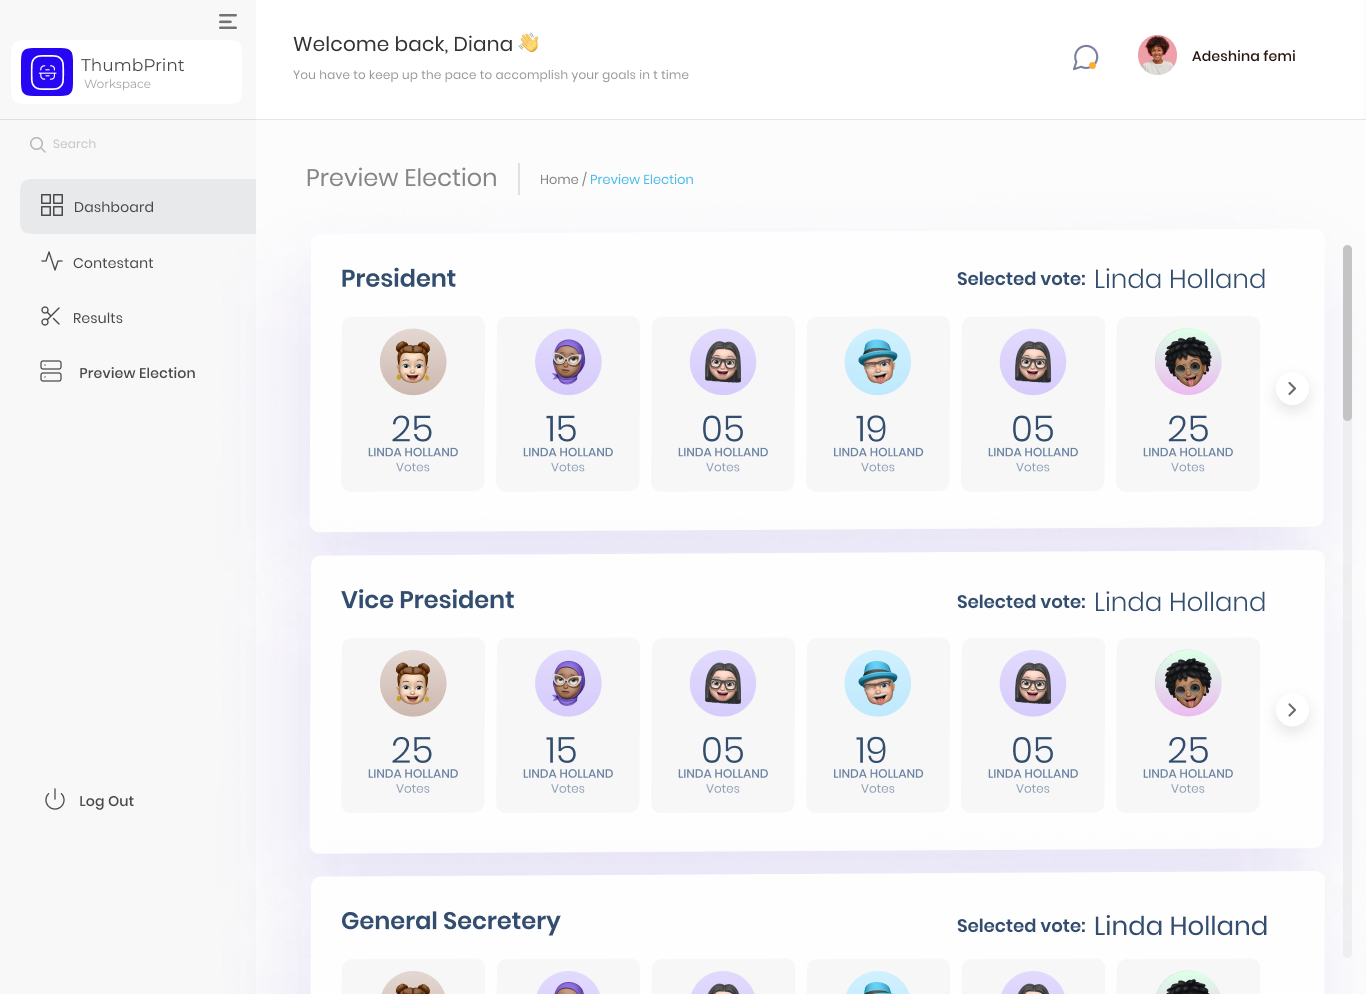 ThumbPrint
Workspace
Search
Dashboard
Contestant
Results
Preview Election
Log Out
Welcome back, Diana 👋
You have to keep up the pace to accomplish your goals in t time
Adeshina femi
Preview Election
Home / Preview Election
President
Selected vote: Linda Holland
25 15 05 19 05 25
LINDA HOLLAND LINDA HOLLAND LINDA HOLLAND LINDA HOLLAND LINDA HOLLAND LINDA HOLLAND
Votes Votes Votes Votes Votes Votes
Vice President
Selected vote: Linda Holland
25 15 05 19 05 25
LINDA HOLLAND LINDA HOLLAND LINDA HOLLAND LINDA HOLLAND LINDA HOLLAND LINDA HOLLAND
Votes Votes Votes Votes Votes Votes
General Secretery
Selected vote: Linda Holland